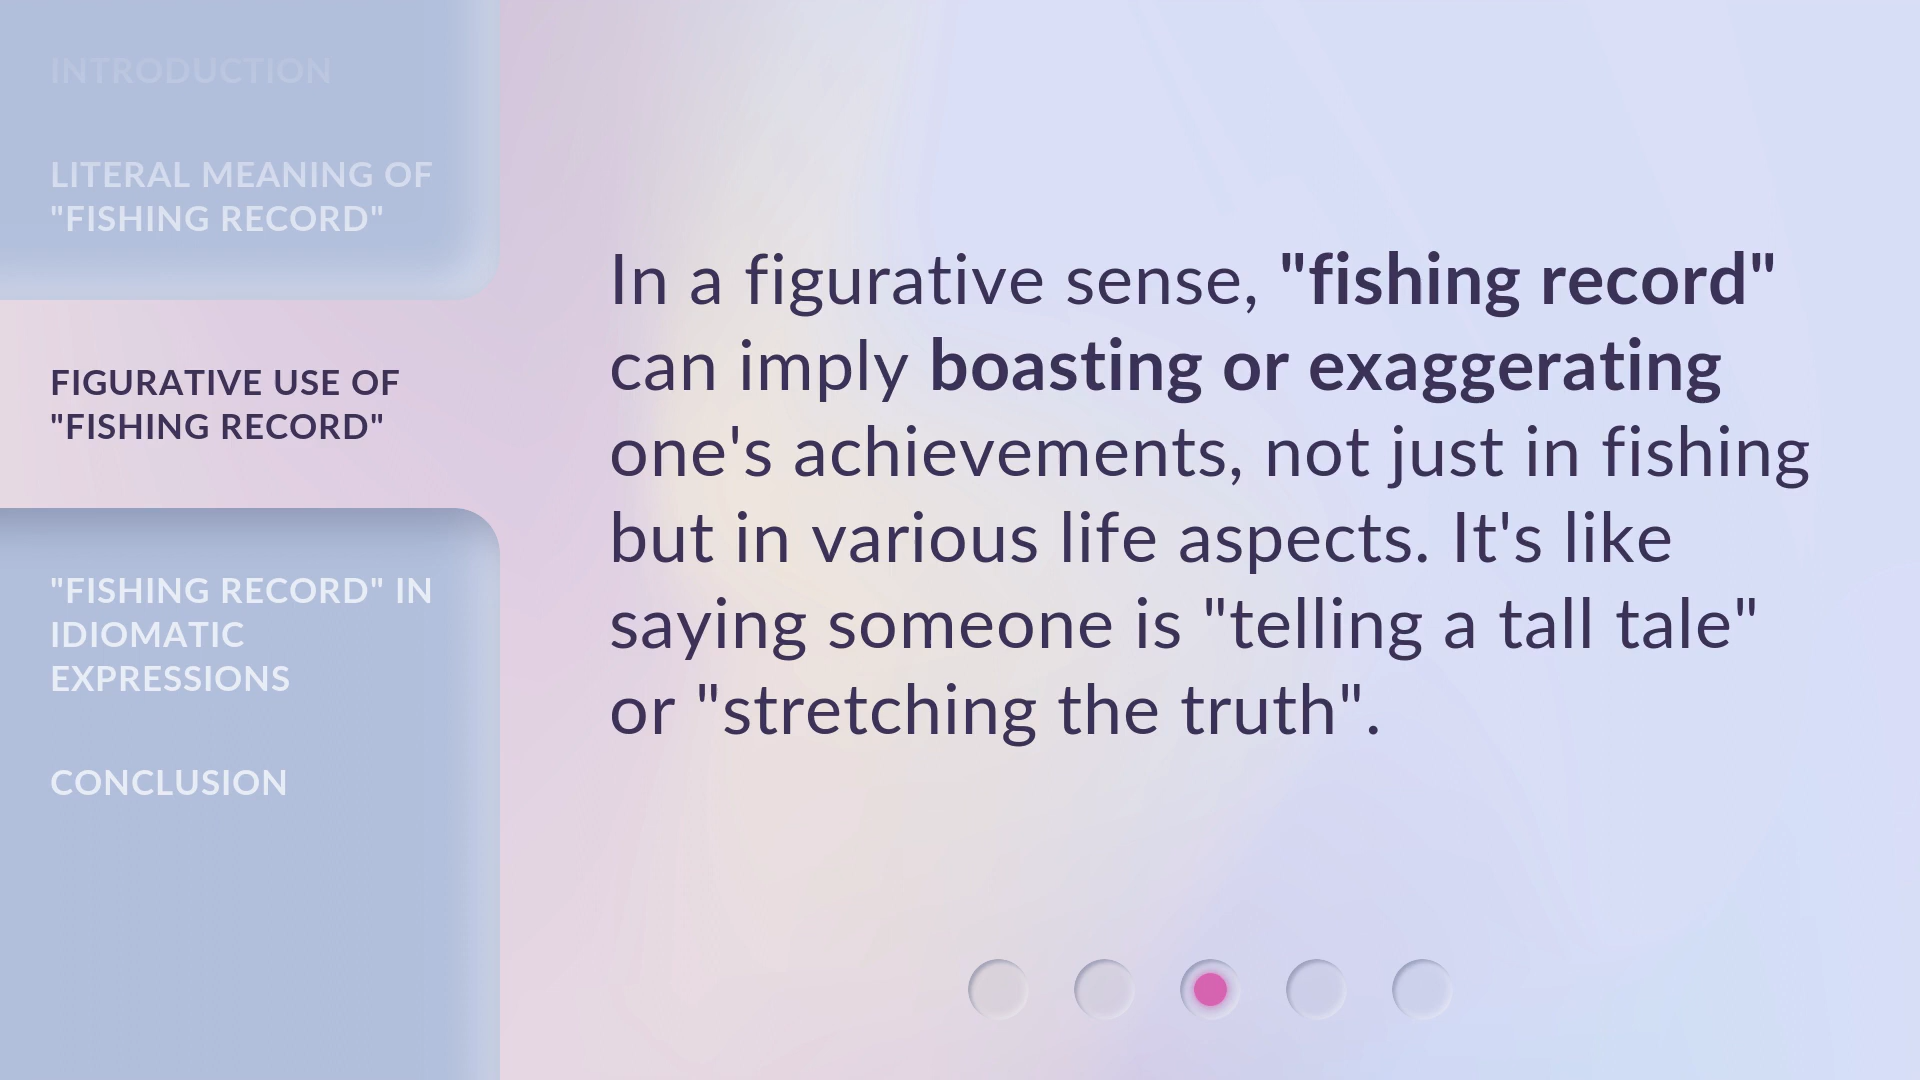 INTRODUCTION
LITERAL MEANING OF
"FISHING RECORD"
FIGURATIVE USE OF
"FISHING RECORD"
"FISHING RECORD" IN
IDIOMATIC
EXPRESSIONS
CONCLUSION
In a figurative sense, "fishing record"
can imply boasting or exaggerating
one's achievements, not just in fishing
but in various life aspects. It's like
saying someone is "telling a tall tale"
or "stretching the truth".